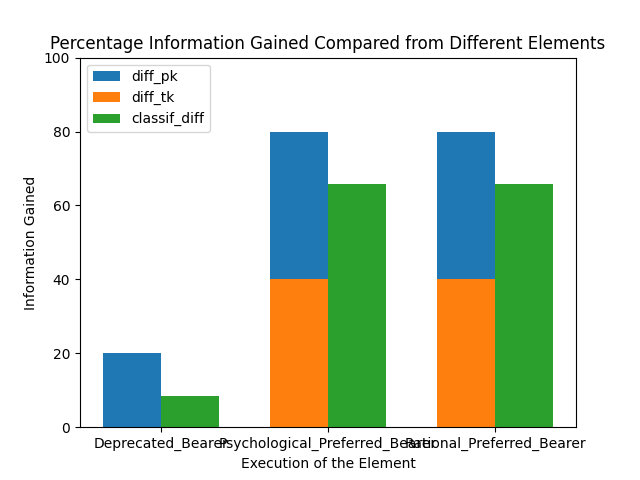 Percentage Information Gained Compared from Different Elements
100
80
60
40
20
0
Information Gained
diff_pk
diff_tk
classif_diff
Deprecated_Bearer
Psychological_Preferred_Bearer
Rational_Preferred_Bearer
Execution of the Element